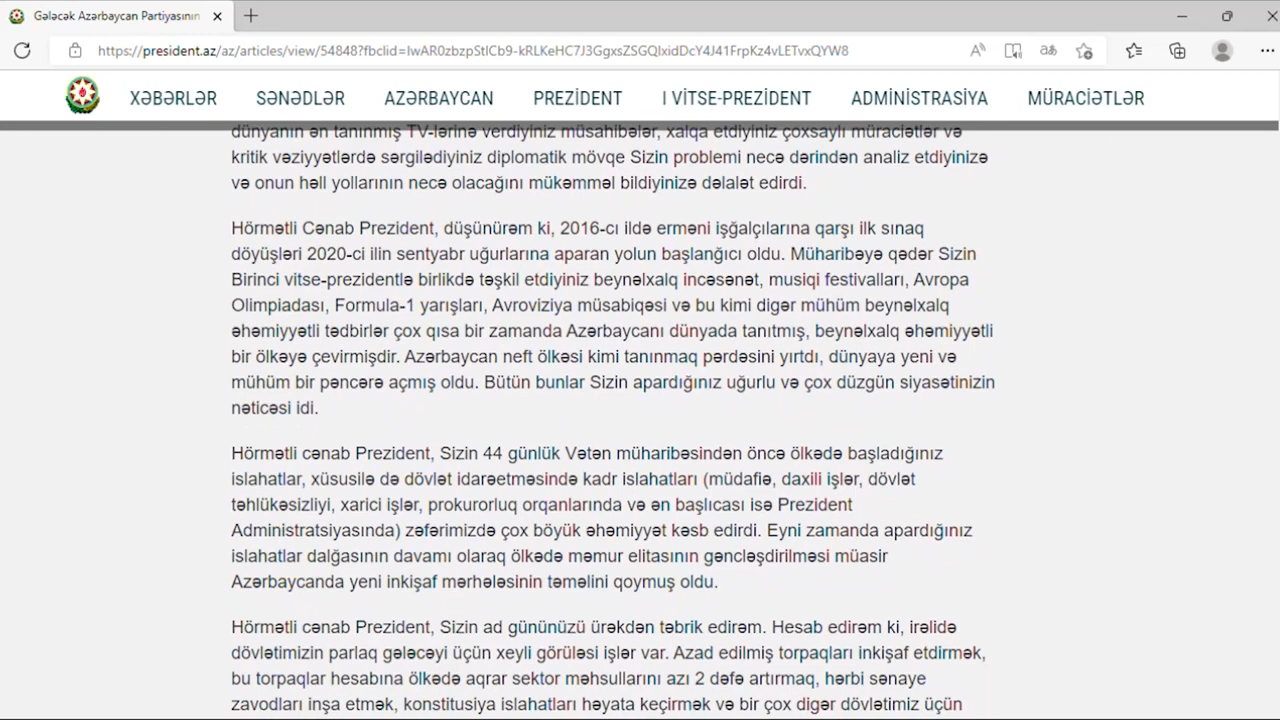 Gələcək Azərbaycan Partiyasının
https://president.az/az/articles/view/54848?fbclid=IwAR0zbzpStlCb9-kRLKeHC7J3GgxsZSGQlxidDcY4J41FrpKz4vLETvxQYW8
XƏBƏRLƏR SƏNƏDLƏR AZƏRBAYCAN PREZİDENT I VİTSE-PREZİDENT ADMİNİSTRASİYA MÜRACİƏTLƏR
dünyanın ən tanınmış TV-lərinə verdiyiniz müsahibələr, xalqa etdiyiniz çoxsaylı müraciətlər və
kritik vəziyyətlərdə sərgilədiyiniz diplomatik mövqe Sizin problemi necə dərindən analiz etdiyinizə
və onun həll yollarının necə olacağını mükəmməl bildiyinizə dəlalət edirdi.
Hörmətli Cənab Prezident, düşünürəm ki, 2016-cı ildə erməni işğalçılarına qarşı ilk sınaq
döyüşləri 2020-ci ilin sentyabr uğurlarına aparan yolun başlanğıcı oldu. Müharibəyə qədər Sizin
Birinci vitse-prezidentlə birlikdə təşkil etdiyiniz beynəlxalq incəsənət, musiqi festivalları, Avropa
Olimpiadası, Formula-1 yarışları, Avroviziya müsabiqəsi və bu kimi digər mühüm beynəlxalq
əhəmiyyətli tədbirlər çox qısa bir zamanda Azərbaycanı dünyada tanıtmış, beynəlxalq əhəmiyyətli
bir ölkəyə çevirmişdir. Azərbaycan neft ölkəsi kimi tanınmaq pərdəsini yırtdı, dünyaya yeni və
mühüm bir pəncərə açmış oldu. Bütün bunlar Sizin apardığınız uğurlu və çox düzgün siyasətinizin
nəticəsi idi.
Hörmətli cənab Prezident, Sizin 44 günlük Vətən müharibəsindən öncə ölkədə başladığınız
islahatlar, xüsusilə də dövlət idarəetməsində kadr islahatları (müdafiə, daxili işlər, dövlət
təhlükəsizliyi, xarici işlər, prokurorluq orqanlarında və ən başlıcası isə Prezident
Administratsiyasında) zəfərimizdə çox böyük əhəmiyyət kəsb edirdi. Eyni zamanda apardığınız
islahatlar dalğasının davamı olaraq ölkədə məmur elitasının gəncləşdirilməsi müasir
Azərbaycanda yeni inkişaf mərhələsinin təməlini qoymuş oldu.
Hörmətli cənab Prezident, Sizin ad gününüzü ürəkdən təbrik edirəm. Hesab edirəm ki, irəlidə
dövlətimizin parlaq gələcəyi üçün xeyli görüləsi işlər var. Azad edilmiş torpaqları inkişaf etdirmək,
bu torpaqlar hesabına ölkədə aqrar sektor məhsullarını azı 2 dəfə artırmaq, hərbi sənaye
zavodları inşa etmək, konstitusiya islahatları həyata keçirmək və bir çox digər dövlətimiz üçün